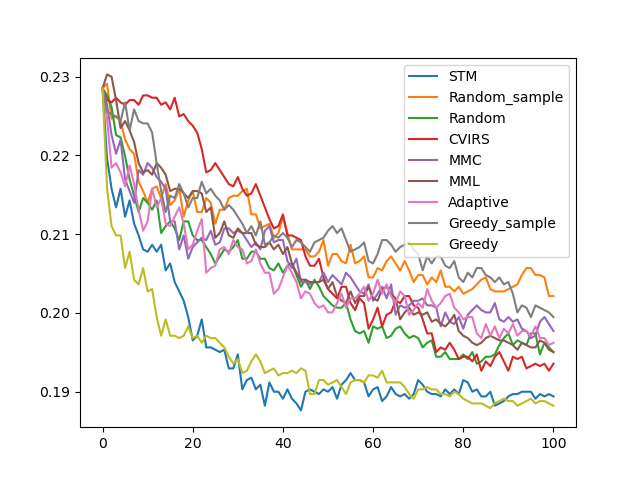 0.23
0.22
0.21
0.20
0.19
0
20
40
60
80
100
STM
Random_sample
Random
CVIRS
MMC
MML
Adaptive
Greedy_sample
Greedy